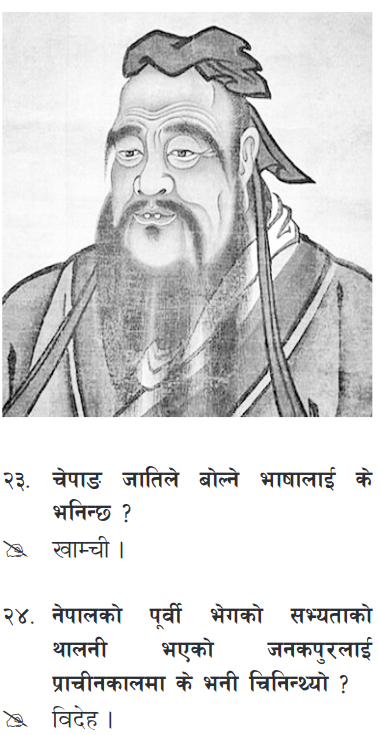 २३. चेपाङ जातिले बोल्ने भाषालाई के
भनिन्छ ?
खाम्ची ।
२४. नेपालको पूर्वी भेगको सभ्यताको
थालनी भएको जनकपुरलाई
प्राचीनकालमा के भनी चिनिन्थ्यो ?
विदेह ।